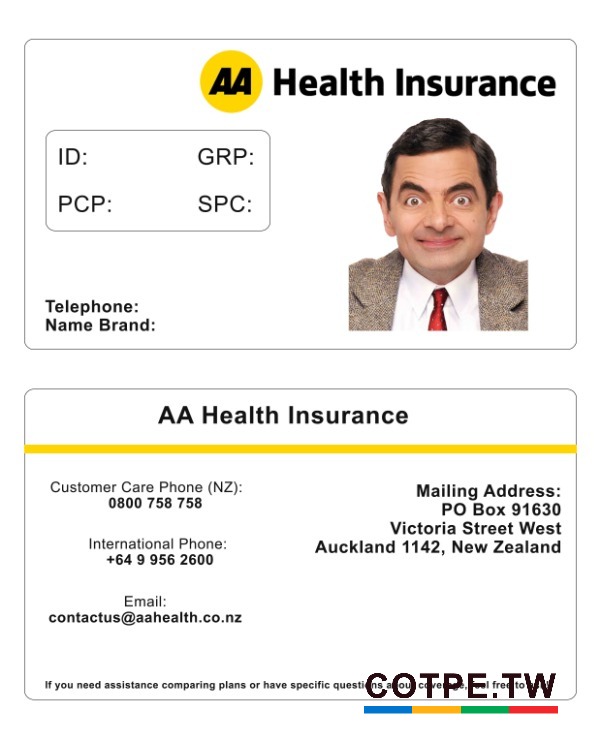 AA Health Insurance
ID: GRP:
PCP: SPC:
Telephone:
Name Brand:
AA Health Insurance
Customer Care Phone (NZ):
0800 758 758
International Phone:
+64 9 956 2600
Email:
contactus@aahealth.co.nz
Mailing Address:
PO Box 91630
Victoria Street West
Auckland 1142, New Zealand
If you need assistance comparing plans or have specific questions about coverage, feel free to
COTPE.TW